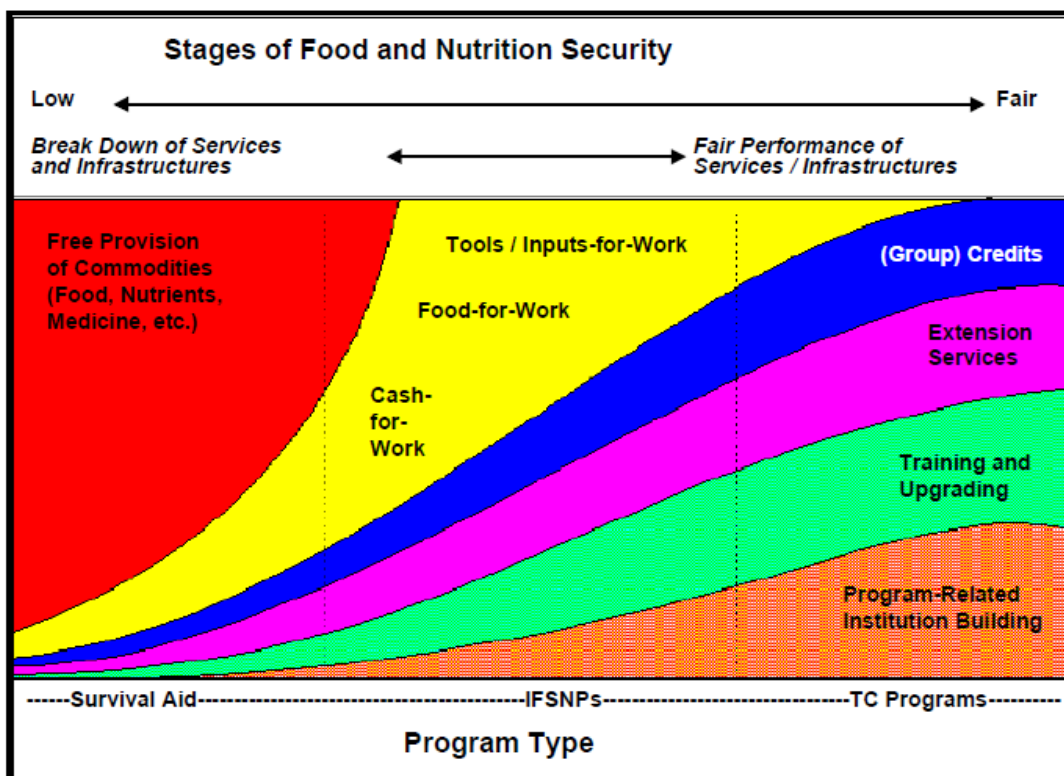 Stages of Food and Nutrition Security
Low
Fair
Break Down of Services
and Infrastructures
Fair Performance of
Services / Infrastructures
Free Provision
of Commodities
(Food, Nutrients,
Medicine, etc.)
Tools / Inputs-for-Work
Food-for-Work
Cash-
for-
Work
(Group) Credits
Extension
Services
Training and
Upgrading
Program-Related
Institution Building
------Survival Aid-----------------------------------IFSNPs---------------------------TC Programs----------
Program Type